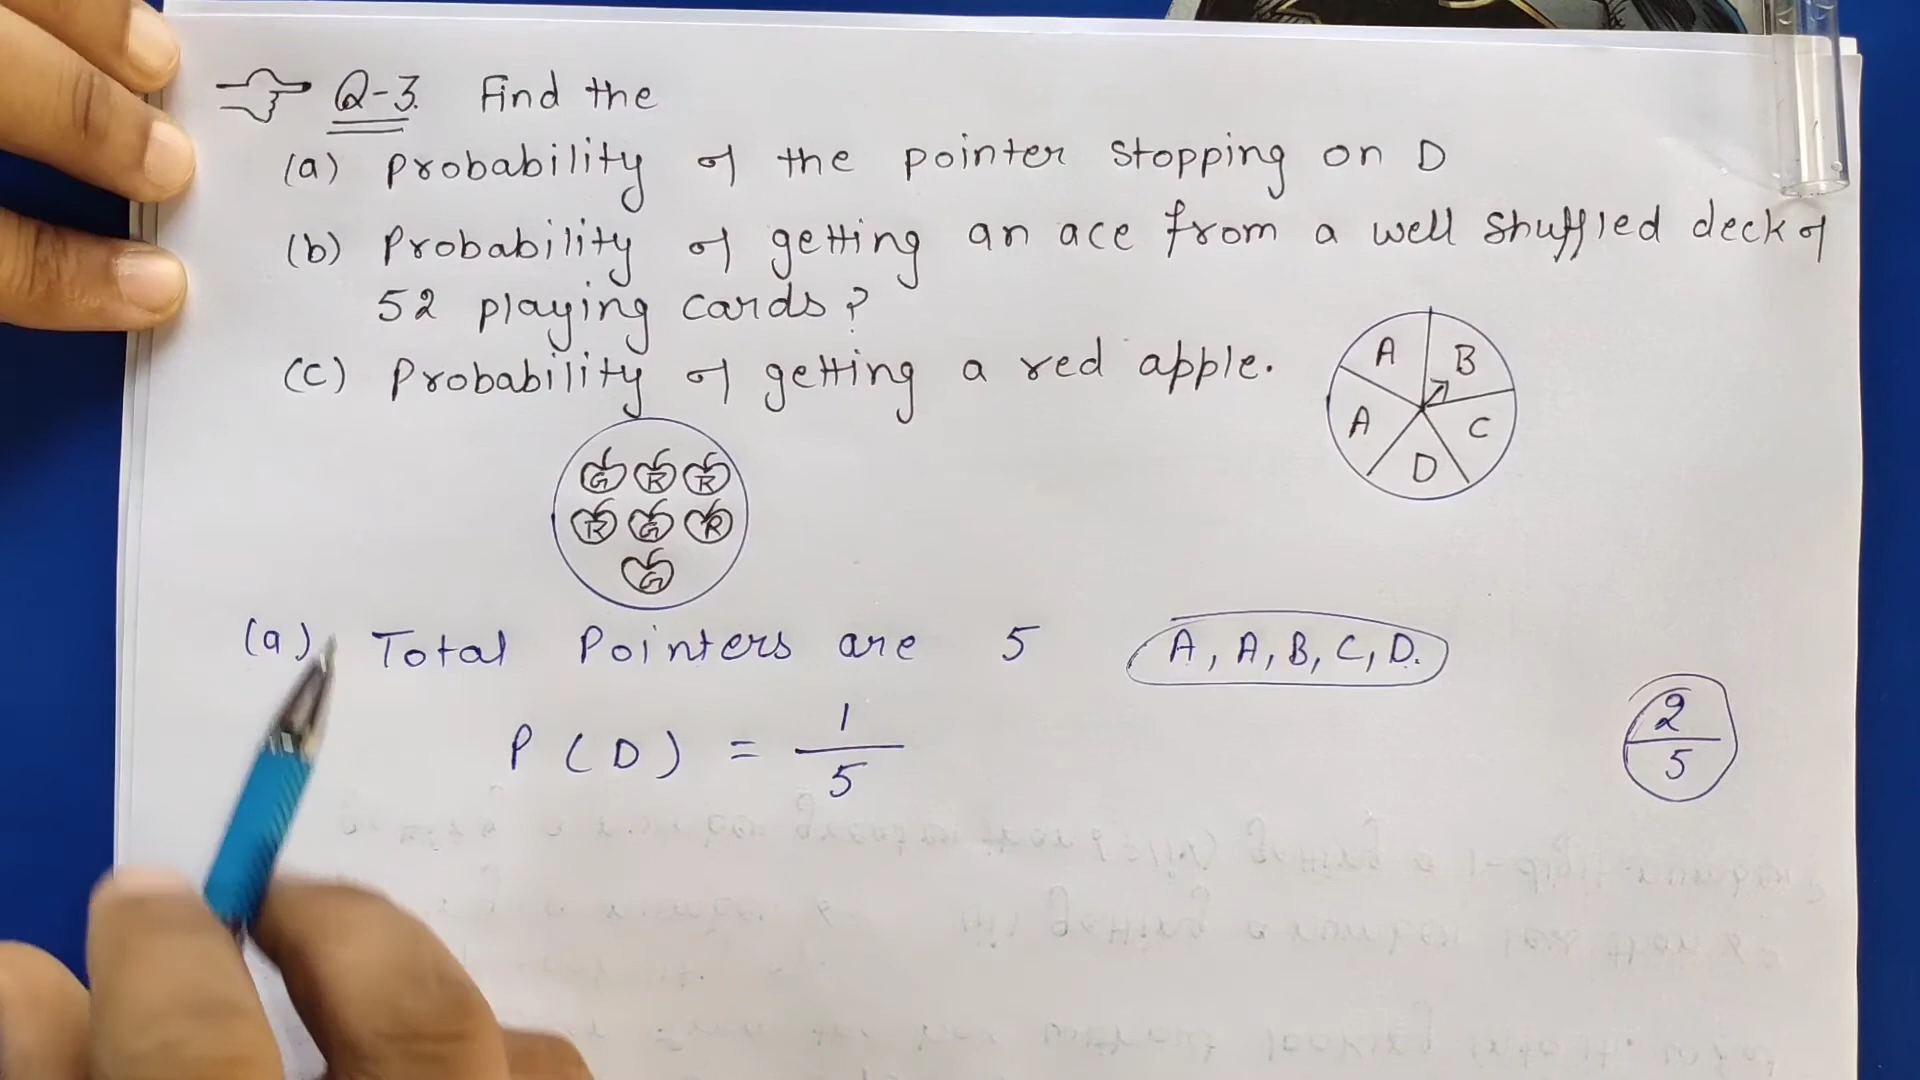 Q-3. Find the
(a) Probability of the pointer stopping on D
(b) Probability of getting an ace from a well shuffled deck of
52 playing cards?
(c) Probability of getting a red apple.
A B
A C
D
G R R
R G R
G
(a) Total Pointers are 5 A, A, B, C, D.
P (D) = 1/5
2/5